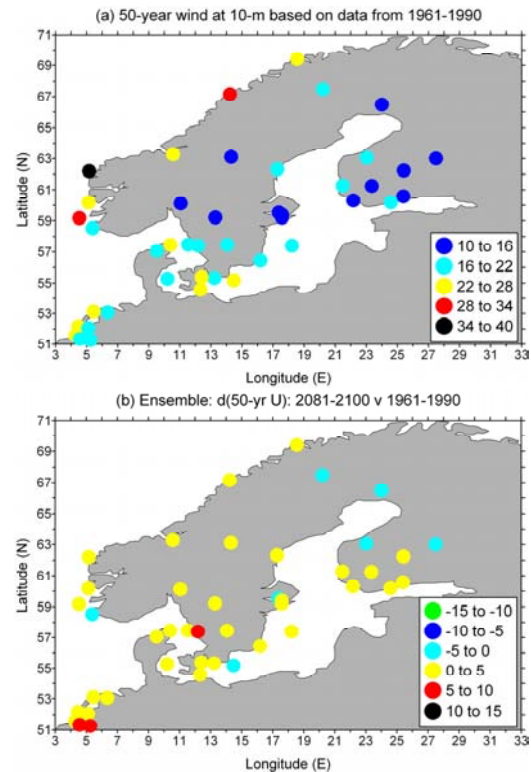 (a) 50-year wind at 10-m based on data from 1961-1990
71
69
67
65
63
61
59
57
55
53
51
Latitude (N)
10 to 16
16 to 22
22 to 28
28 to 34
34 to 40
3 5 7 9 11 13 15 17 19 21 23 25 27 29 31 33
Longitude (E)
(b) Ensemble: d(50-yr U): 2081-2100 v 1961-1990
71
69
67
65
63
61
59
57
55
53
51
Latitude (N)
-15 to -10
-10 to -5
-5 to 0
0 to 5
5 to 10
10 to 15
3 5 7 9 11 13 15 17 19 21 23 25 27 29 31 33
Longitude (E)